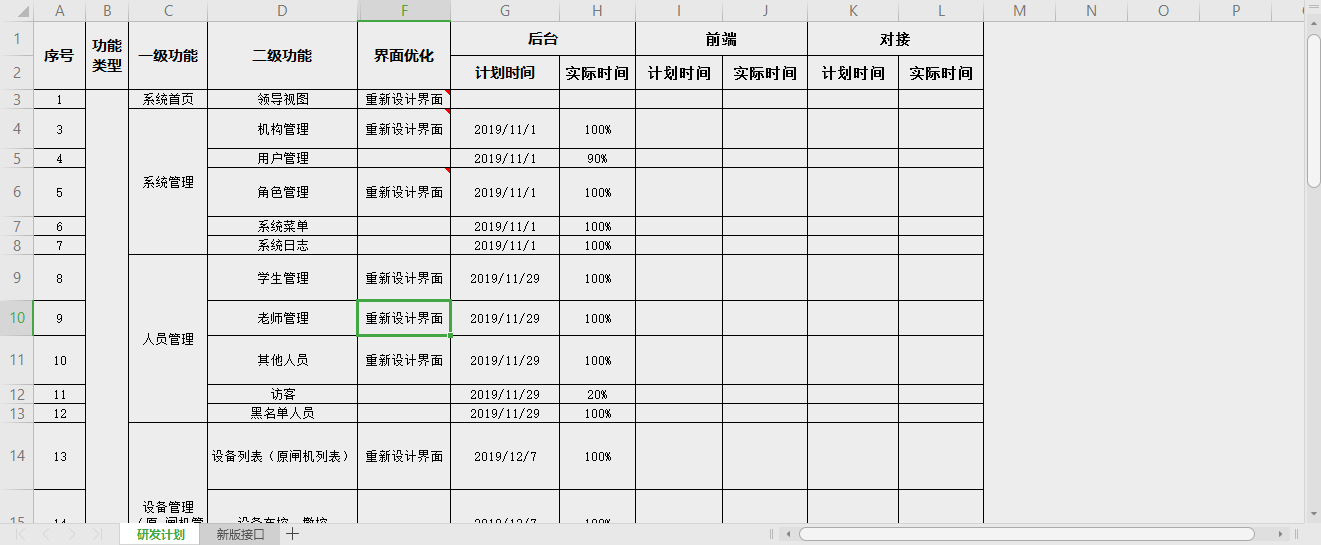 A B C D F G H I J K L M N O P
1 序号 功能类型 一级功能 二级功能 界面优化 后台 前端 对接
2 计划时间 实际时间 计划时间 实际时间 计划时间 实际时间
3 1 系统首页 领导视图 重新设计界面
4 3 系统管理 机构管理 重新设计界面 2019/11/1 100%
5 4 用户管理 2019/11/1 90%
6 5 角色管理 重新设计界面 2019/11/1 100%
7 6 系统菜单 2019/11/1 100%
8 7 系统日志 2019/11/1 100%
9 8 人员管理 学生管理 重新设计界面 2019/11/29 100%
10 9 老师管理 重新设计界面 2019/11/29 100%
11 10 其他人员 重新设计界面 2019/11/29 100%
12 11 访客 2019/11/29 20%
13 12 黑名单人员 2019/11/29 100%
14 13 设备管理 设备列表（原闸机列表） 重新设计界面 2019/12/7 100%
15 14 2019/12/7 100%
研发计划 新版接口